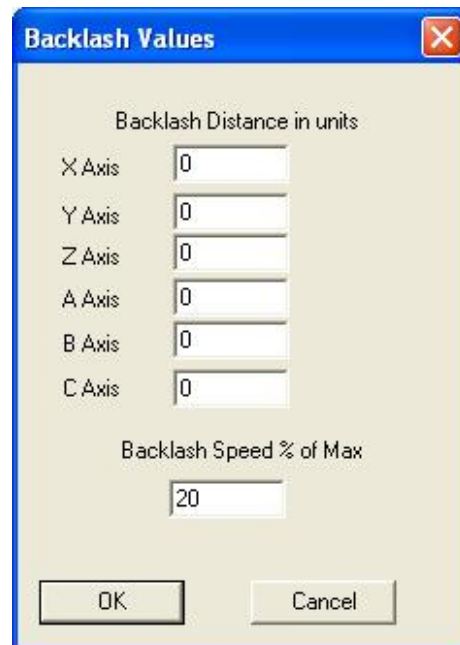 Backlash Values
Backlash Distance in units
X Axis 0
Y Axis 0
Z Axis 0
A Axis 0
B Axis 0
C Axis 0
Backlash Speed % of Max
20
OK Cancel